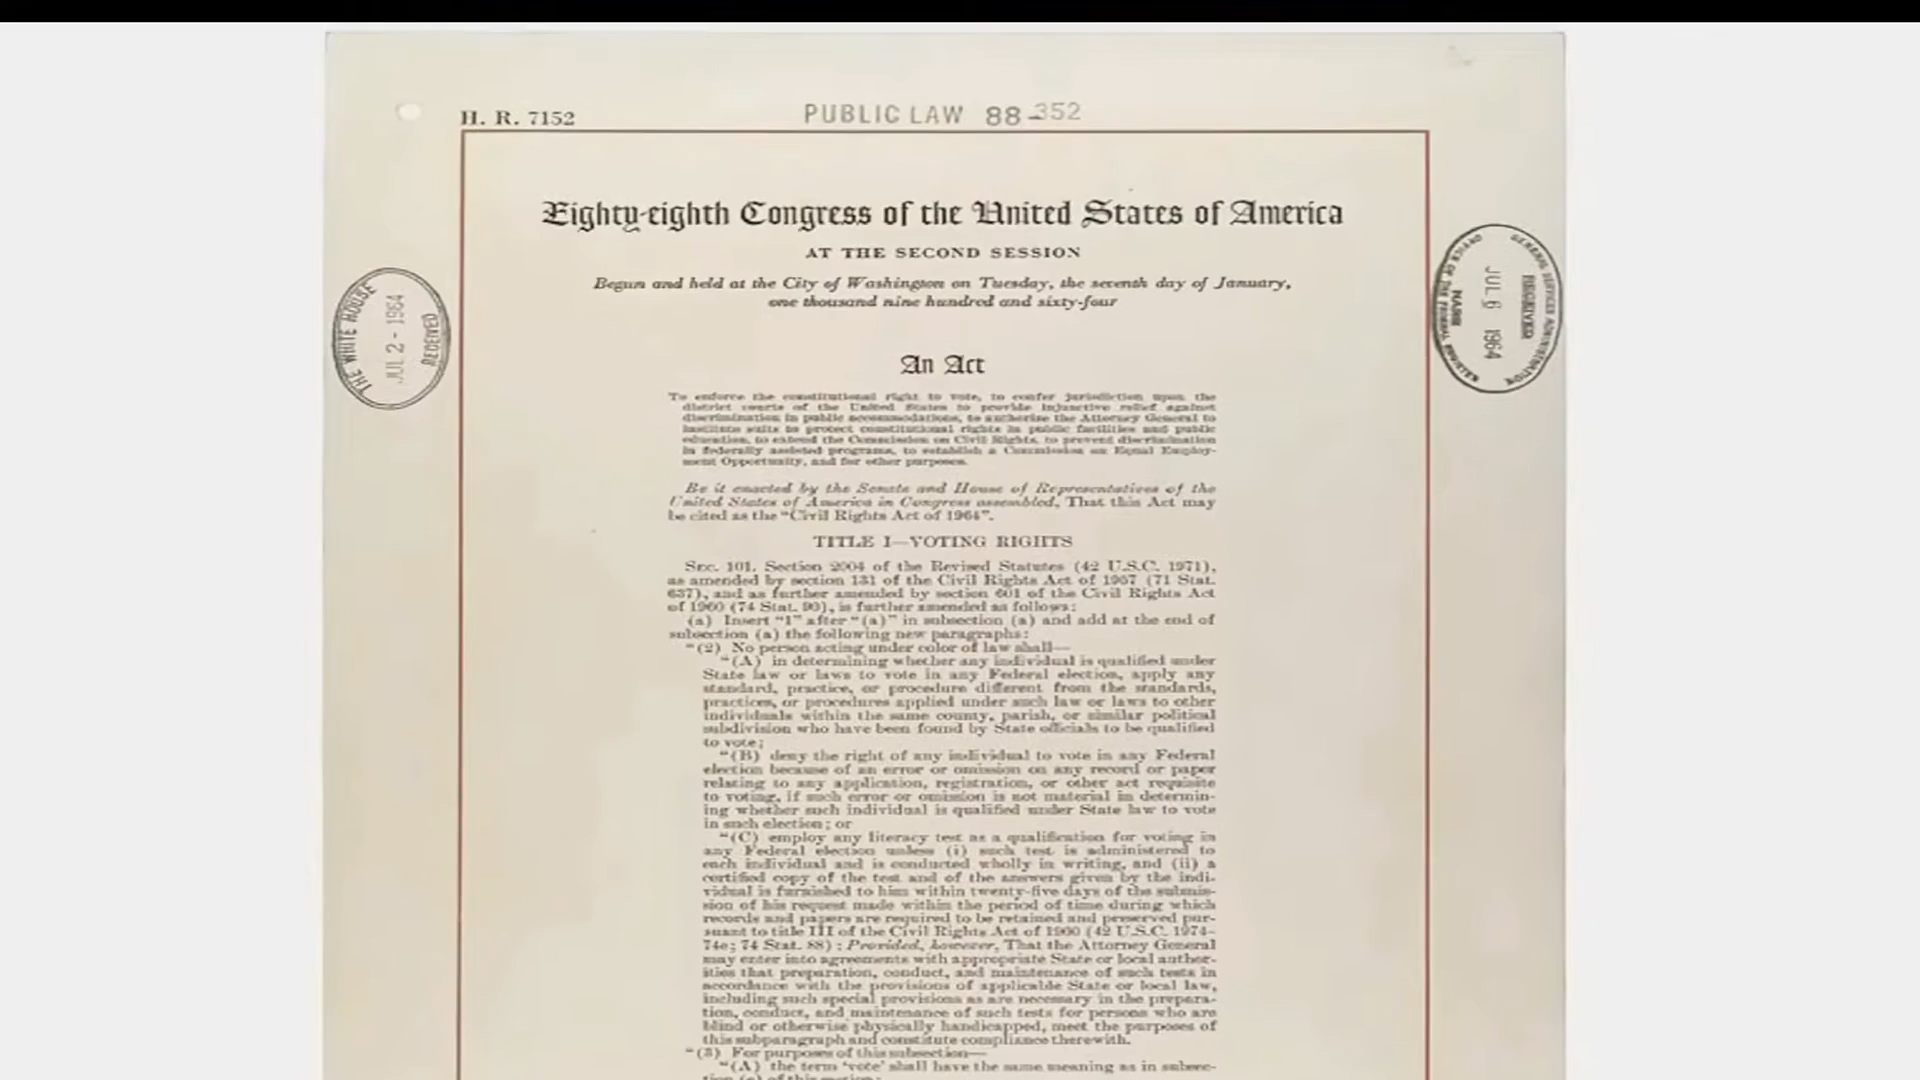 H. R. 7152
PUBLIC LAW 88-352
Eighty-eighth Congress of the United States of America
AT THE SECOND SESSION
Begun and held at the City of Washington on Tuesday, the seventh day of January,
one thousand nine hundred and sixty-four
THE WHITE HOUSE
JUL 2 - 1964
RECEIVED
GENERAL SERVICES ADMINISTRATION
RECEIVED
JUL 6 1964
NARS
An Act
To enforce the constitutional right to vote, to confer jurisdiction upon the
district courts of the United States to provide injunctive relief against
discrimination in public accommodations, to authorize the Attorney General to
institute suits to protect constitutional rights in public facilities and public
education, to extend the Commission on Civil Rights, to prevent discrimination
in federally assisted programs, to establish a Commission on Equal Employ-
ment Opportunity, and for other purposes.
Be it enacted by the Senate and House of Representatives of the
United States of America in Congress assembled, That this Act may
be cited as the "Civil Rights Act of 1964".
TITLE I—VOTING RIGHTS
Sec. 101. Section 2004 of the Revised Statutes (42 U.S.C. 1971),
as amended by section 131 of the Civil Rights Act of 1957 (71 Stat.
637), and as further amended by section 601 of the Civil Rights Act
of 1960 (74 Stat. 90), is further amended as follows:
(a) Insert "1" after "(a)" in subsection (a) and add at the end of
subsection (a) the following new paragraphs:
"(2) No person acting under color of law shall—
"(A) in determining whether any individual is qualified under
State law or laws to vote in any Federal election, apply any
standard, practice, or procedure different from the standards,
practices, or procedures applied under such law or laws to other
individuals within the same county, parish, or similar political
subdivision who have been found by State officials to be qualified
to vote;
"(B) deny the right of any individual to vote in any Federal
election because of an error or omission on any record or paper
relating to any application, registration, or other act requisite
to voting, if such error or omission is not material in determin-
ing whether such individual is qualified under State law to vote
in such election; or
"(C) employ any literacy test as a qualification for voting in
any Federal election unless (i) such test is administered to
each individual and is conducted wholly in writing, and (ii) a
certified copy of the test and of the answers given by the indi-
vidual is furnished to him within twenty-five days of the submis-
sion of his request made within the period of time during which
records and papers are required to be retained and preserved pur-
suant to title III of the Civil Rights Act of 1960 (42 U.S.C. 1974–
74e; 74 Stat. 88): Provided, however, That the Attorney General
may enter into agreements with appropriate State or local author-
ities that preparation, conduct, and maintenance of such tests in
accordance with the provisions of applicable State or local law,
including such special provisions as are necessary in the prepara-
tion, conduct, and maintenance of such tests for persons who are
blind or otherwise physically handicapped, meet the purposes of
this subparagraph and constitute compliance therewith.
"(3) For purposes of this subsection—
"(A) the term 'vote' shall have the same meaning as in subsec-
tion (e) of this section;